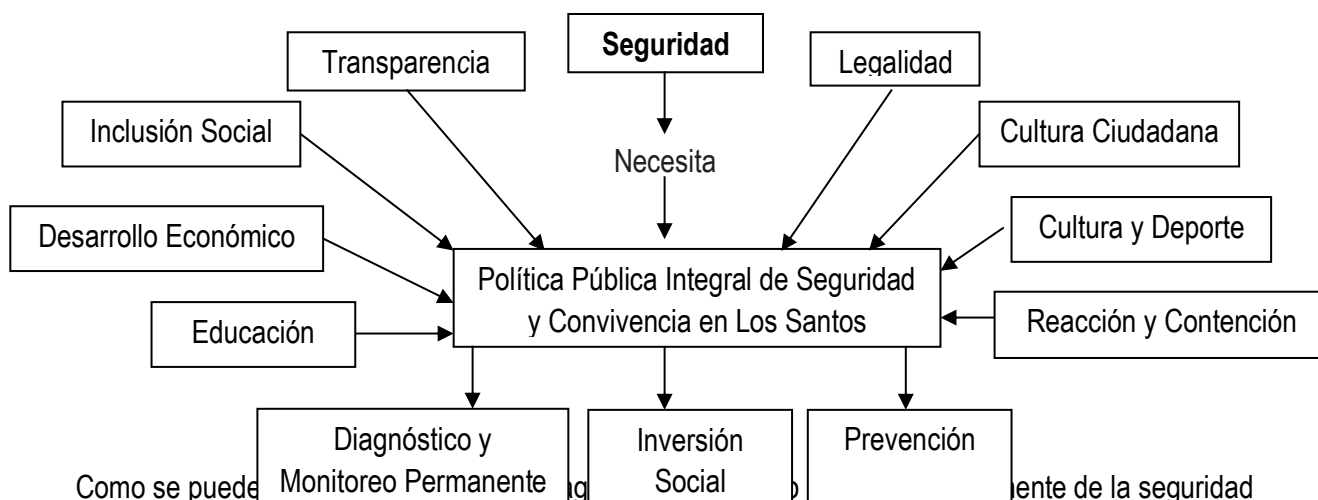 Seguridad
Transparencia
Legalidad
Inclusión Social
Necesita
Cultura Ciudadana
Desarrollo Económico
Cultura y Deporte
Política Pública Integral de Seguridad
y Convivencia en Los Santos
Educación
Reacción y Contención
Diagnóstico y
Monitoreo Permanente
Inversión
Social
Prevención
Como se puede de la seguridad